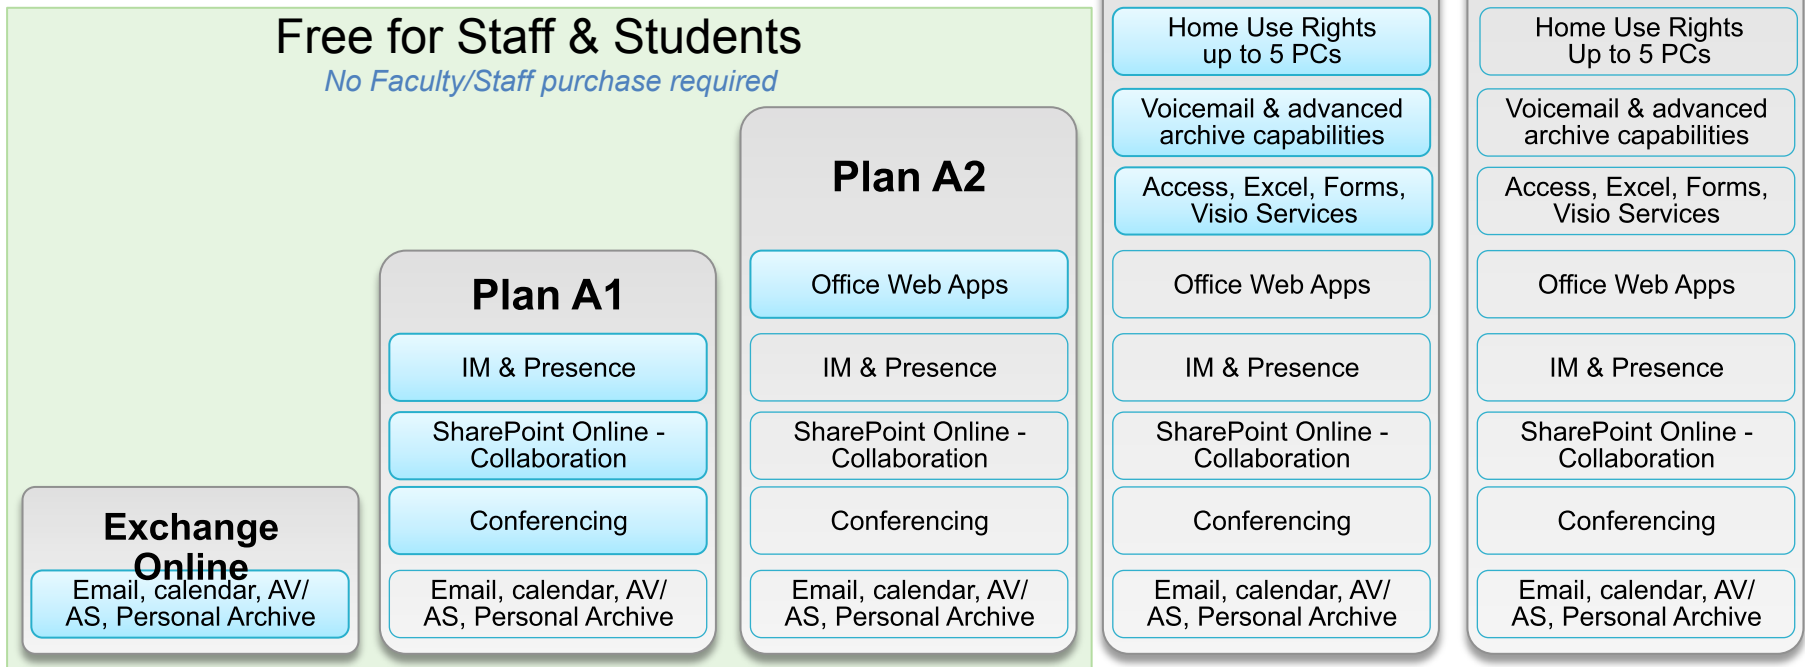 Free for Staff & Students
No Faculty/Staff purchase required
Exchange
Online
Email, calendar, AV/
AS, Personal Archive
Plan A1
IM & Presence
SharePoint Online -
Collaboration
Conferencing
Email, calendar, AV/
AS, Personal Archive
Plan A2
Office Web Apps
IM & Presence
SharePoint Online -
Collaboration
Conferencing
Email, calendar, AV/
AS, Personal Archive
Home Use Rights
up to 5 PCs
Voicemail & advanced
archive capabilities
Access, Excel, Forms,
Visio Services
Office Web Apps
IM & Presence
SharePoint Online -
Collaboration
Conferencing
Email, calendar, AV/
AS, Personal Archive
Home Use Rights
Up to 5 PCs
Voicemail & advanced
archive capabilities
Access, Excel, Forms,
Visio Services
Office Web Apps
IM & Presence
SharePoint Online -
Collaboration
Conferencing
Email, calendar, AV/
AS, Personal Archive